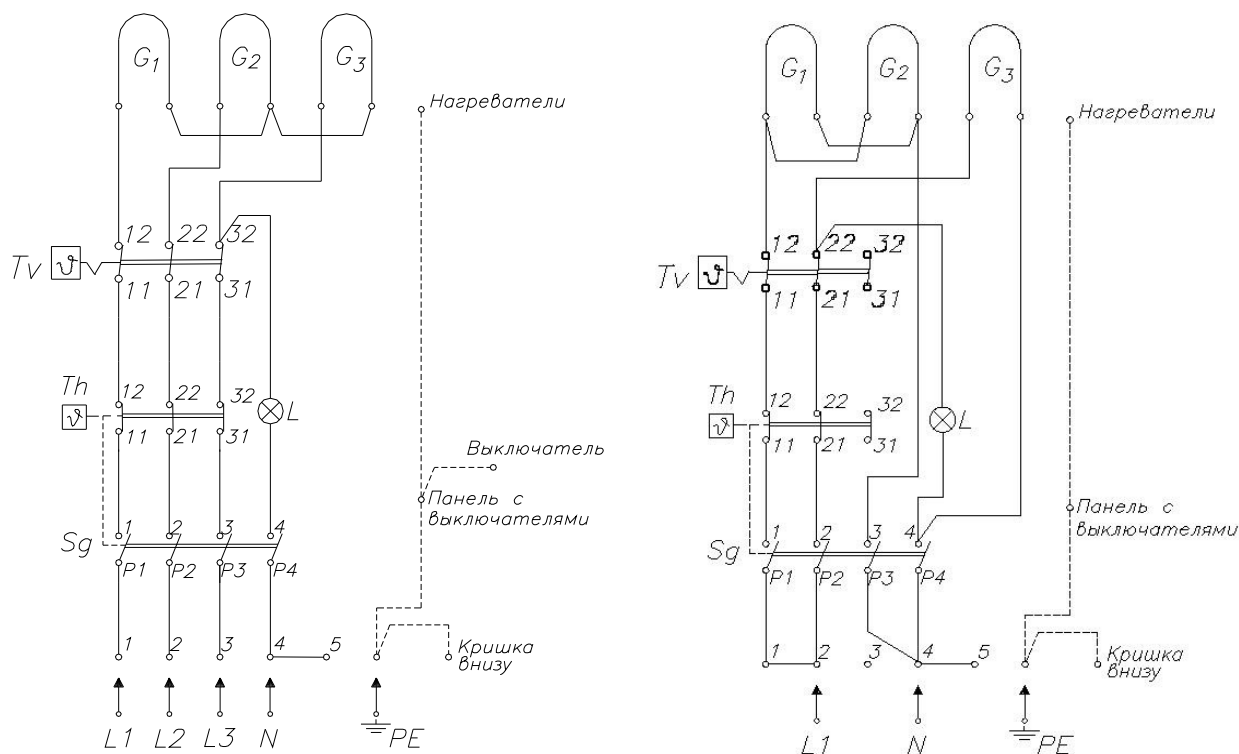 G1 G2 G3
Нагреватели
12 22 32
Tv ϑ
11 21 31
Th 12 22 32
ϑ L
11 21 31
Выключатель
Панель с
выключателями
1 2 3 4
Sg
P1 P2 P3 P4
1 2 3 4 5
Кришка
внизу
L1 L2 L3 N PE
G1 G2 G3
Нагреватели
12 22 32
Tv ϑ
11 21 31
Th 12 22 32
ϑ L
11 21 31
Панель с
выключателями
1 2 3 4
Sg
P1 P2 P3 P4
1 2 3 4 5
Кришка
внизу
L1 N PE